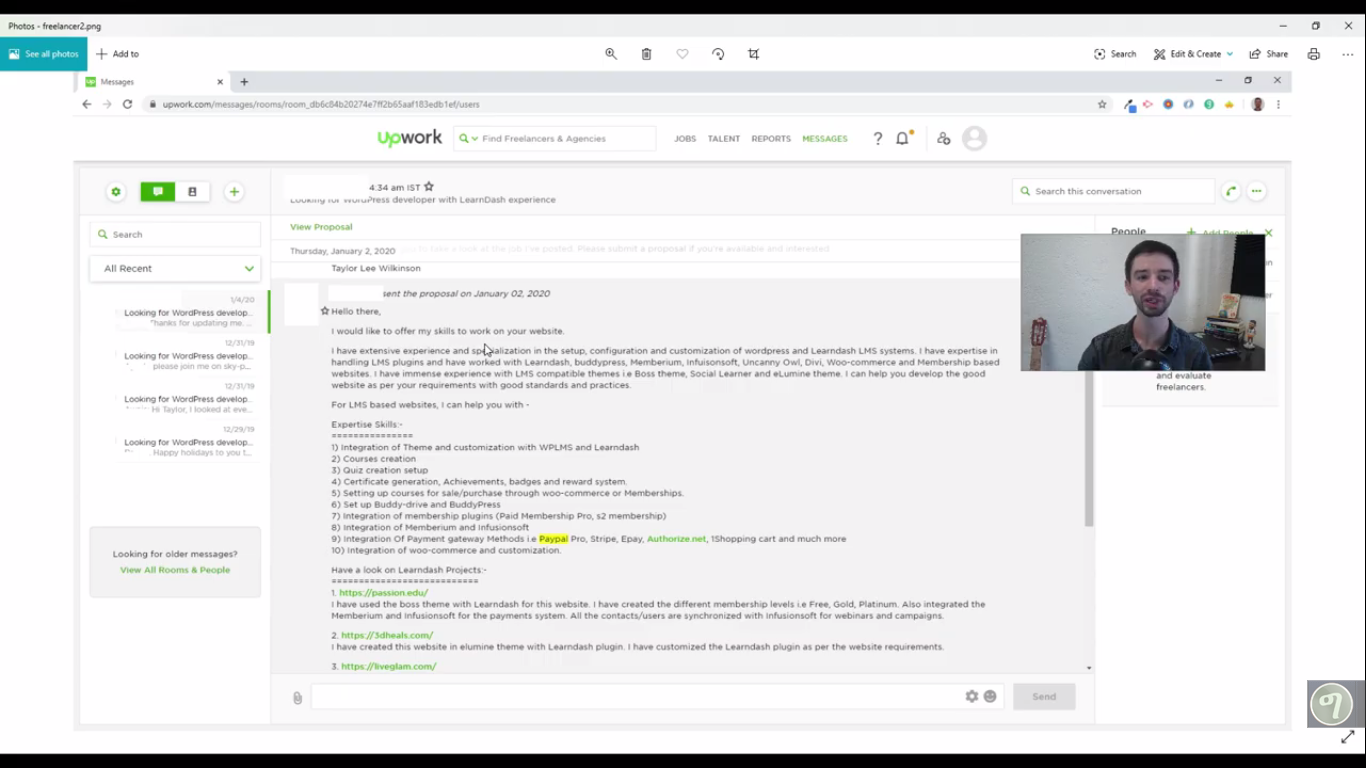 Photos - freelancer2.png
See all photos
Add to
Search
Edit & Create
Share
Messages
upwork.com/messages/rooms/room_db6c84b20274e7ff2b65aaf183edb1ef/users
upwork
Find Freelancers & Agencies
JOBS
TALENT
REPORTS
MESSAGES
4:34 am IST
Looking for WordPress developer with LearnDash experience
Search this conversation
View Proposal
Search
All Recent
Thursday, January 2, 2020
to take a look at the job I've posted. Please submit a proposal if you're available and interested.
Taylor Lee Wilkinson
People
Add People
sent the proposal on January 02, 2020
Hello there,
I would like to offer my skills to work on your website.
I have extensive experience and specialization in the setup, configuration and customization of wordpress and Learndash LMS systems. I have expertise in
handling LMS plugins and have worked with Learndash, buddypress, Memberium, Infuisonsoft, Uncanny Owl, Divi, Woo-commerce and Membership based
websites. I have immense experience with LMS compatible themes i.e Boss theme, Social Learner and eLumine theme. I can help you develop the good
website as per your requirements with good standards and practices.
For LMS based websites, I can help you with -
Expertise Skills:-
===============
1) Integration of Theme and customization with WPLMS and Learndash
2) Courses creation
3) Quiz creation setup
4) Certificate generation, Achievements, badges and reward system.
5) Setting up courses for sale/purchase through woo-commerce or Memberships.
6) Set up Buddy-drive and BuddyPress
7) Integration of membership plugins (Paid Membership Pro, s2 membership)
8) Integration of Memberium and Infusionsoft
9) Integration Of Payment gateway Methods i.e Paypal Pro, Stripe, Epay, Authorize.net, 1Shopping cart and much more
10) Integration of woo-commerce and customization.
Have a look on Learndash Projects:-
===========================
1. https://passion.edu/
I have used the boss theme with Learndash for this website. I have created the different membership levels i.e Free, Gold, Platinum. Also integrated the
Memberium and Infusionsoft for the payments system. All the contacts/users are synchronized with Infusionsoft for webinars and campaigns.
2. https://3dheals.com/
I have created this website in elumine theme with Learndash plugin. I have customized the Learndash plugin as per the website requirements.
3. https://liveglam.com/
1/4/20
Looking for WordPress develop...
Thanks for updating me. ...
12/31/19
Looking for WordPress develop...
please join me on sky-p...
12/31/19
Looking for WordPress develop...
Hi Taylor, I looked at eve...
12/29/19
Looking for WordPress develop...
Happy holidays to you t...
Looking for older messages?
View All Rooms & People
and evaluate
freelancers.
Send